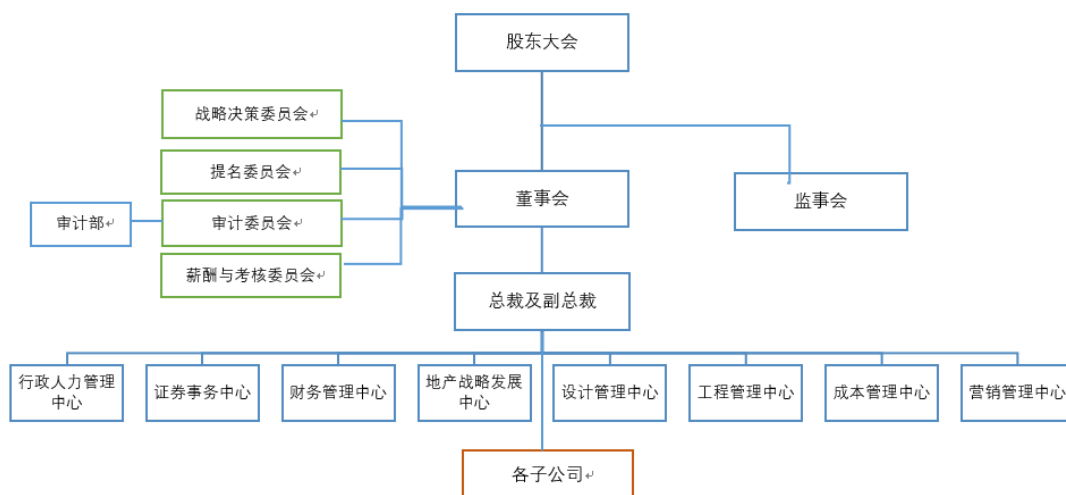 股东大会
战略决策委员会
提名委员会
董事会
监事会
审计部
审计委员会
薪酬与考核委员会
总裁及副总裁
行政人力管理
中心
证券事务中心
财务管理中心
地产战略发展
中心
设计管理中心
工程管理中心
成本管理中心
营销管理中心
各子公司